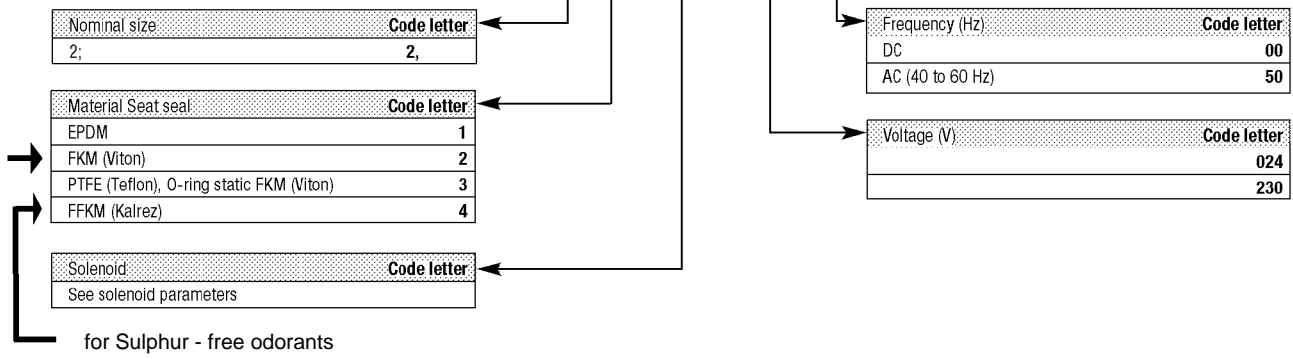 Nominal size Code letter
2; 2,
Material Seat seal Code letter
EPDM 1
FKM (Viton) 2
PTFE (Teflon), O-ring static FKM (Viton) 3
FFKM (Kalrez) 4
Solenoid Code letter
See solenoid parameters
for Sulphur - free odorants
Frequency (Hz) Code letter
DC 00
AC (40 to 60 Hz) 50
Voltage (V) Code letter
024
230